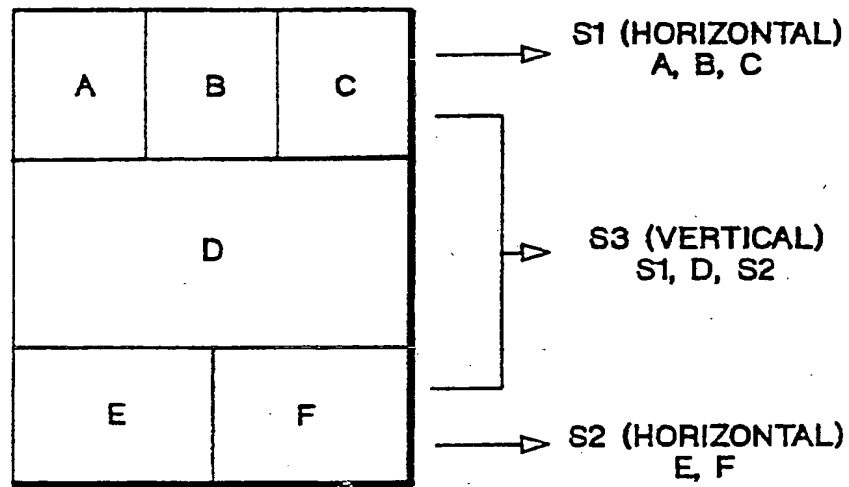 A B C
S1 (HORIZONTAL)
A, B, C
D
S3 (VERTICAL)
S1, D, S2
E F
S2 (HORIZONTAL)
E, F